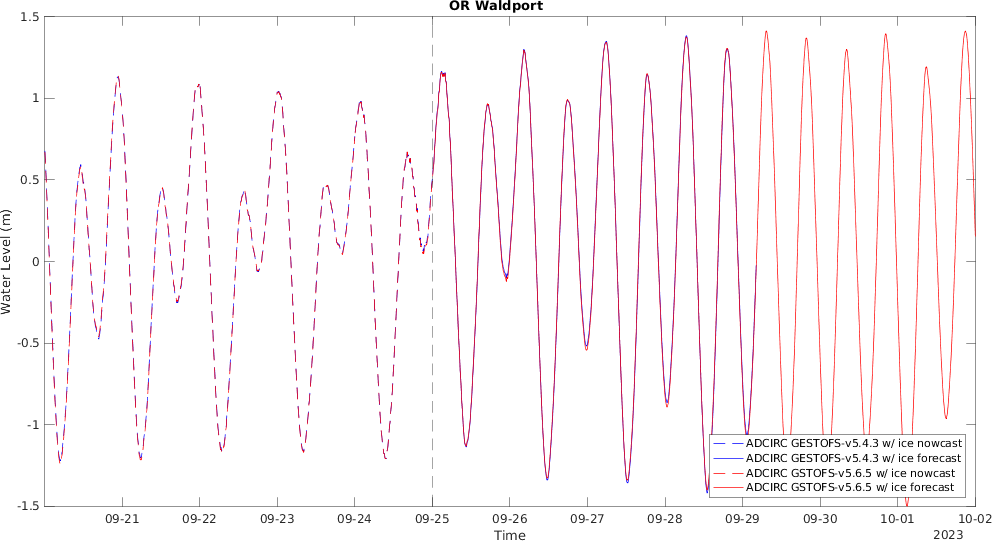 OR Waldport
1.5
1
0.5
0
-0.5
-1
-1.5
Water Level (m)
ADCIRC GESTOFS-v5.4.3 w/ ice nowcast
ADCIRC GESTOFS-v5.4.3 w/ ice forecast
ADCIRC GSTOFS-v5.6.5 w/ ice nowcast
ADCIRC GSTOFS-v5.6.5 w/ ice forecast
09-21 09-22 09-23 09-24 09-25 09-26 09-27 09-28 09-29 09-30 10-01 10-02
Time
2023